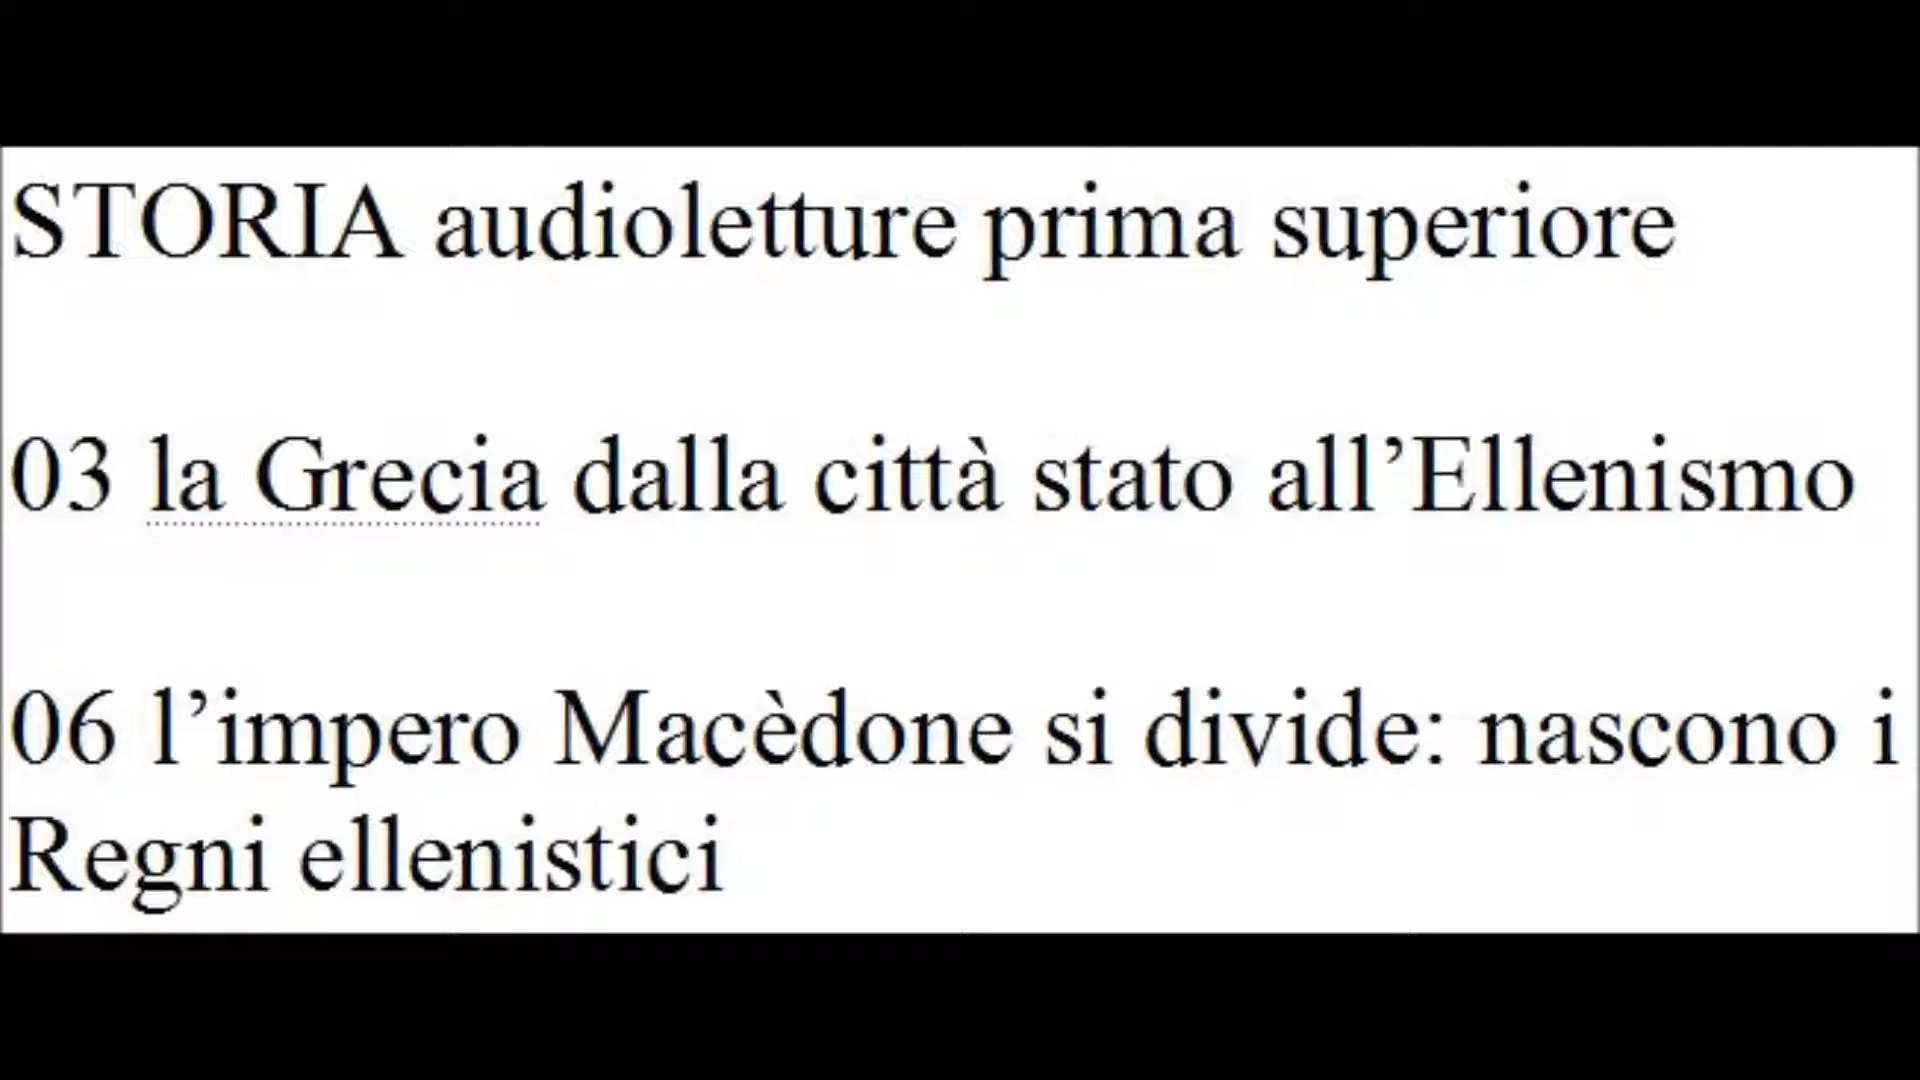 STORIA audioletture prima superiore
03 la Grecia dalla città stato all’Ellenismo
06 l’impero Macèdone si divide: nascono i
Regni ellenistici